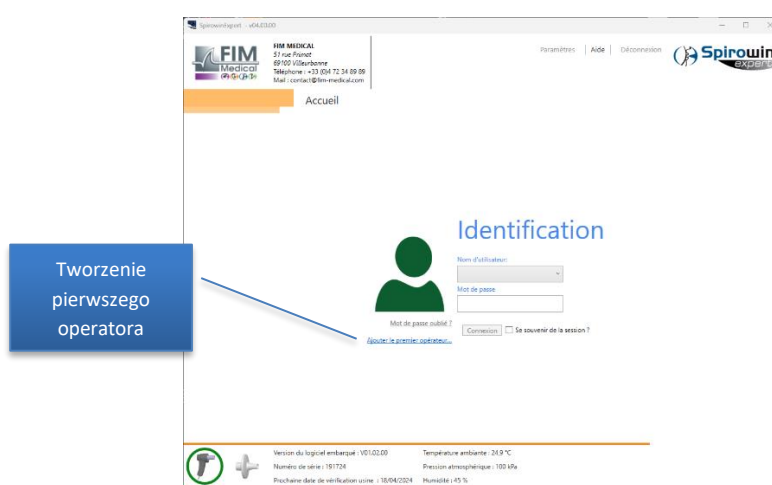 SpirowinExpert - v04.E0.00
FIM
Medical
FIM MEDICAL
51 rue Primat
69100 Villeurbanne
Téléphone : +33 (0)4 72 34 89 89
Mail : contact@fim-medical.com
Paramètres | Aide | Déconnexion
Spirowin
expert
Accueil
Identification
Nom d'utilisateur:
Mot de passe
Mot de passe oublié ?
Connexion
Se souvenir de la session ?
Ajouter le premier opérateur...
Tworzenie
pierwszego
operatora
Version du logiciel embarqué : V01.02.00
Température ambiante : 24.9 °C
Numéro de série : 191724
Pression atmosphérique : 100 kPa
Prochaine date de vérification usine : 18/04/2024
Humidité : 45 %